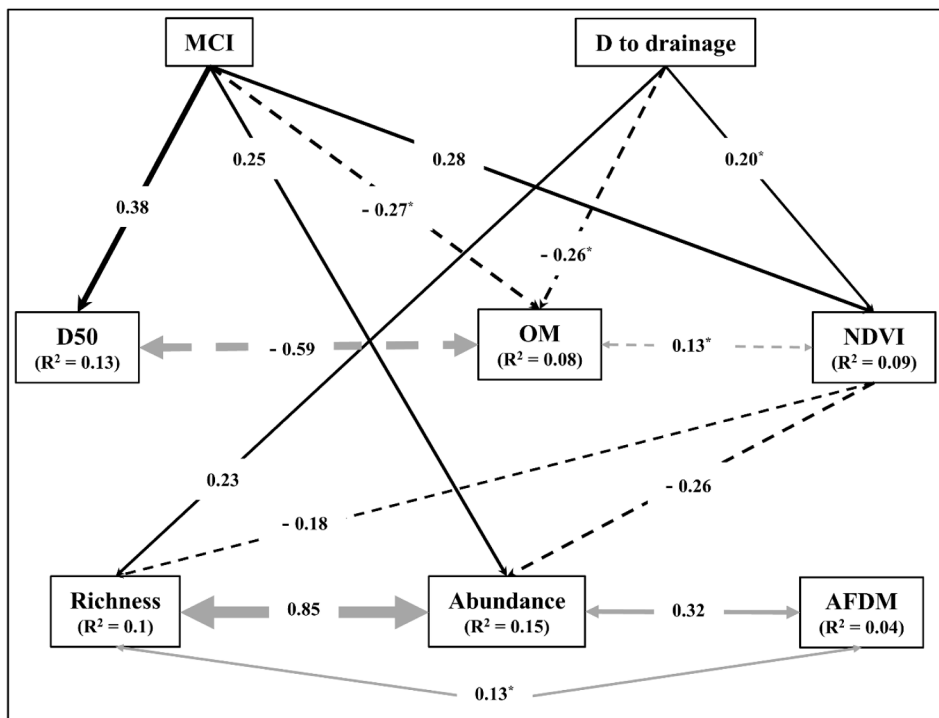 MCI
D to drainage
0.25
0.28
0.20*
0.38
- 0.27*
- 0.26*
D50
(R² = 0.13)
- 0.59
OM
(R² = 0.08)
0.13*
NDVI
(R² = 0.09)
0.23
- 0.18
- 0.26
Richness
(R² = 0.1)
0.85
Abundance
(R² = 0.15)
0.32
AFDM
(R² = 0.04)
0.13*